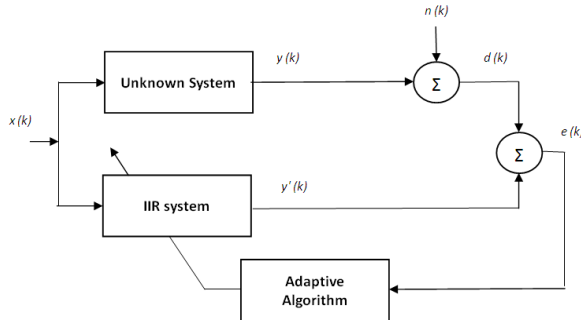 n (k)
y (k)
d (k)
Unknown System
Σ
x (k)
e (k
Σ
IIR system
y' (k)
Adaptive
Algorithm